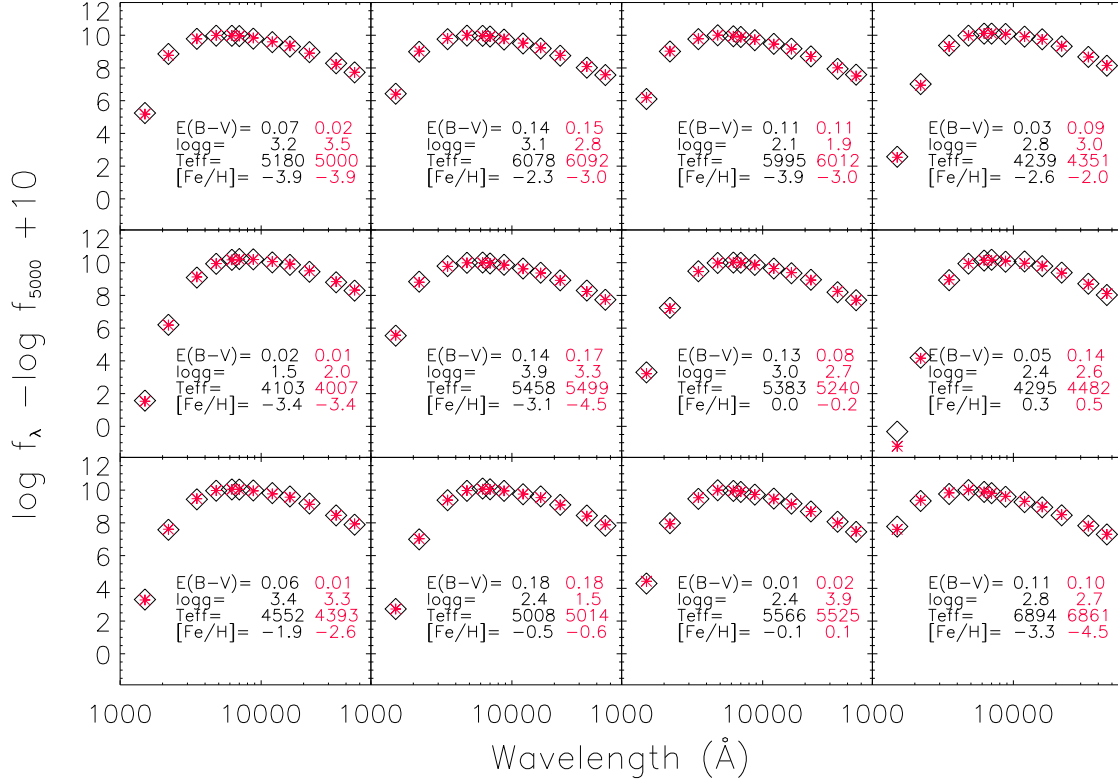 log f λ −log f 5000 +10
12
10
8
6
4
2
0
E(B−V)= 0.07 0.02
logg= 3.2 3.5
Teff= 5180 5000
[Fe/H]= −3.9 −3.9
E(B−V)= 0.14 0.15
logg= 3.1 2.8
Teff= 6078 6092
[Fe/H]= −2.3 −3.0
E(B−V)= 0.11 0.11
logg= 2.1 1.9
Teff= 5995 6012
[Fe/H]= −3.9 −3.0
E(B−V)= 0.03 0.09
logg= 2.8 3.0
Teff= 4239 4351
[Fe/H]= −2.6 −2.0
12
10
8
6
4
2
0
E(B−V)= 0.02 0.01
logg= 1.5 2.0
Teff= 4103 4007
[Fe/H]= −3.4 −3.4
E(B−V)= 0.14 0.17
logg= 3.9 3.3
Teff= 5458 5499
[Fe/H]= −3.1 −4.5
E(B−V)= 0.13 0.08
logg= 3.0 2.7
Teff= 5383 5240
[Fe/H]= 0.0 −0.2
E(B−V)= 0.05 0.14
logg= 2.4 2.6
Teff= 4295 4482
[Fe/H]= 0.3 0.5
12
10
8
6
4
2
0
E(B−V)= 0.06 0.01
logg= 3.4 3.3
Teff= 4552 4393
[Fe/H]= −1.9 −2.6
E(B−V)= 0.18 0.18
logg= 2.4 1.5
Teff= 5008 5014
[Fe/H]= −0.5 −0.6
E(B−V)= 0.01 0.02
logg= 2.4 3.9
Teff= 5566 5525
[Fe/H]= −0.1 0.1
E(B−V)= 0.11 0.10
logg= 2.8 2.7
Teff= 6894 6861
[Fe/H]= −3.3 −4.5
1000 10000 1000 10000 1000 10000 1000 10000
Wavelength (Å)